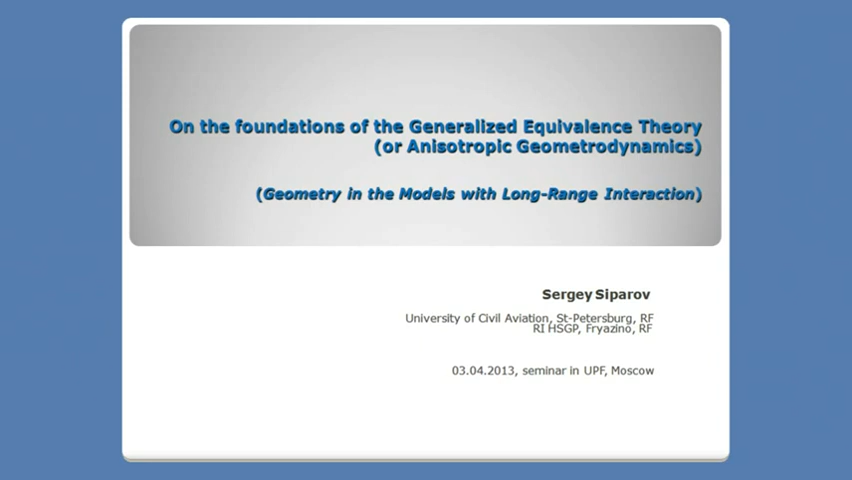 On the foundations of the Generalized Equivalence Theory
(or Anisotropic Geometrodynamics)
(Geometry in the Models with Long-Range Interaction)
Sergey Siparov
University of Civil Aviation, St-Petersburg, RF
RI HSGP, Fryazino, RF
03.04.2013, seminar in UPF, Moscow